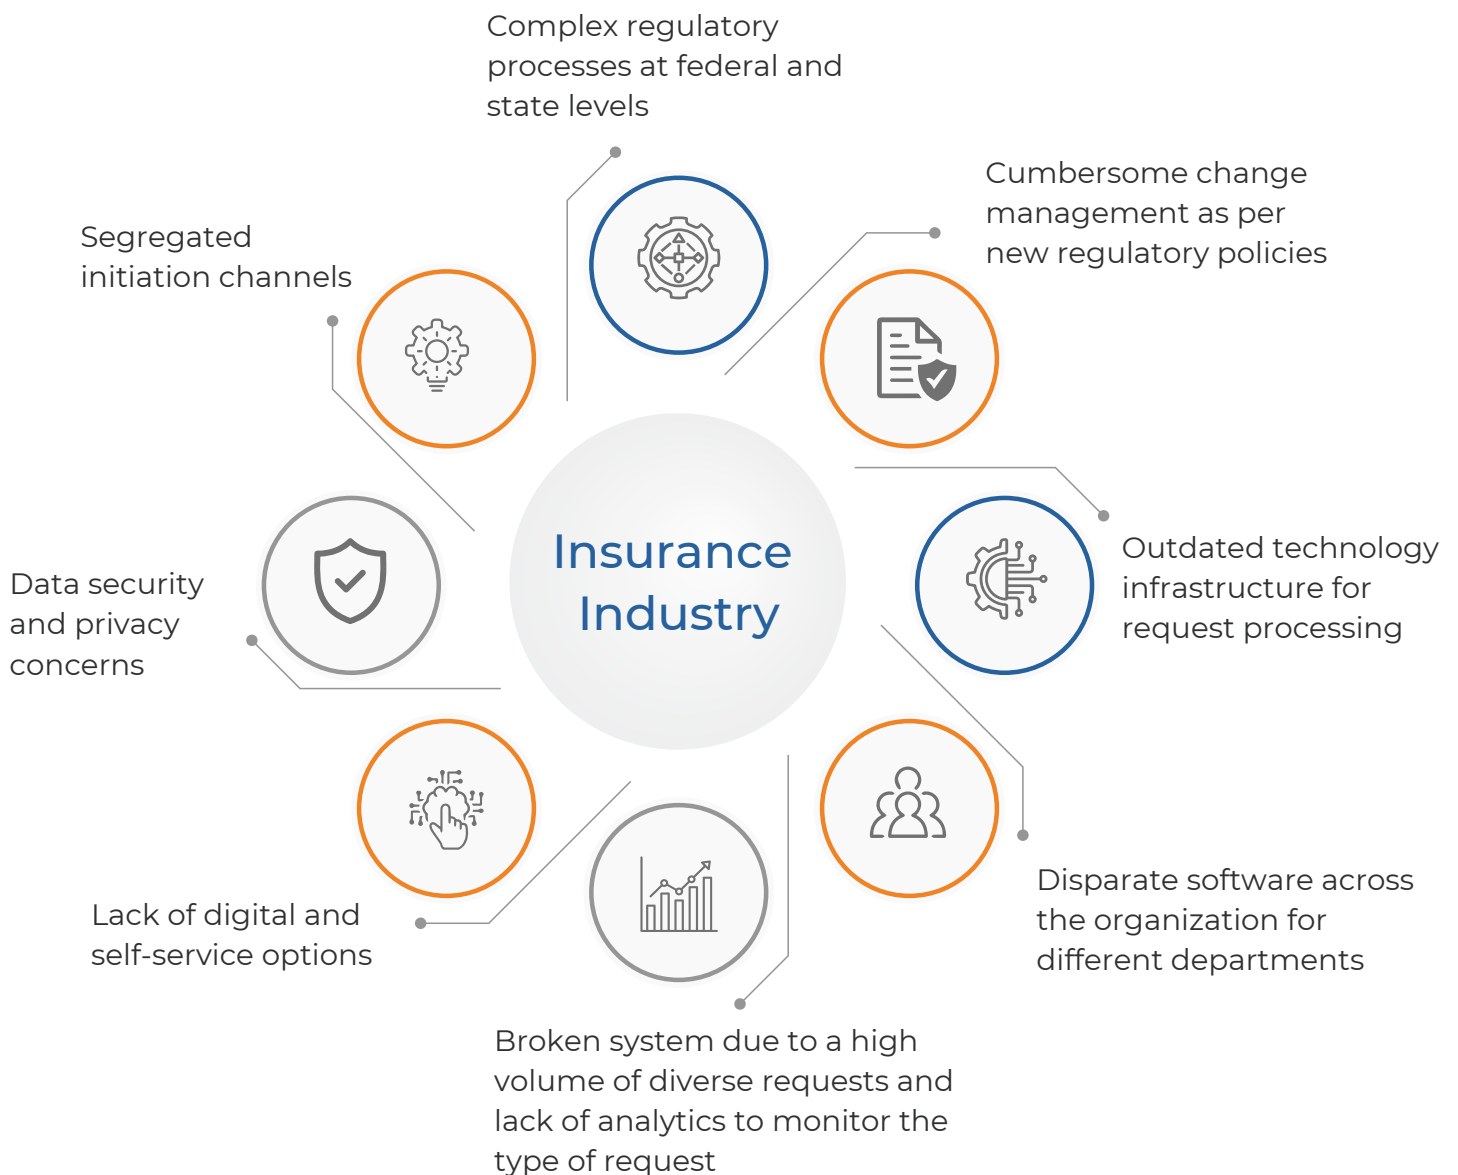 Complex regulatory
processes at federal and
state levels
Cumbersome change
management as per
new regulatory policies
Segregated
initiation channels
Insurance
Industry
Outdated technology
infrastructure for
request processing
Data security
and privacy
concerns
Disparate software across
the organization for
different departments
Lack of digital and
self-service options
Broken system due to a high
volume of diverse requests and
lack of analytics to monitor the
type of request